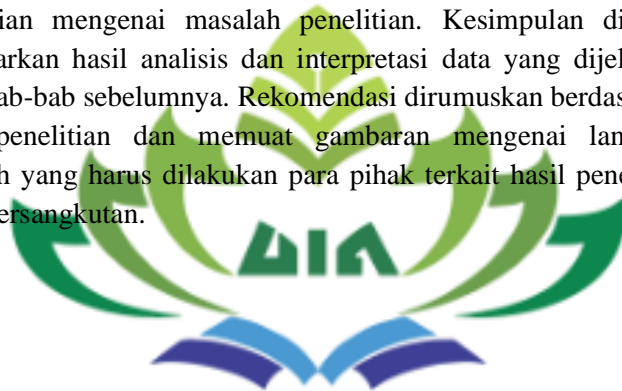 ian mengenai masalah penelitian. Kesimpulan di
arkan hasil analisis dan interpretasi data yang dijel
ab-bab sebelumnya. Rekomendasi dirumuskan berdas
penelitian dan memuat gambaran mengenai lan
h yang harus dilakukan para pihak terkait hasil pene
ersangkutan.
UIN